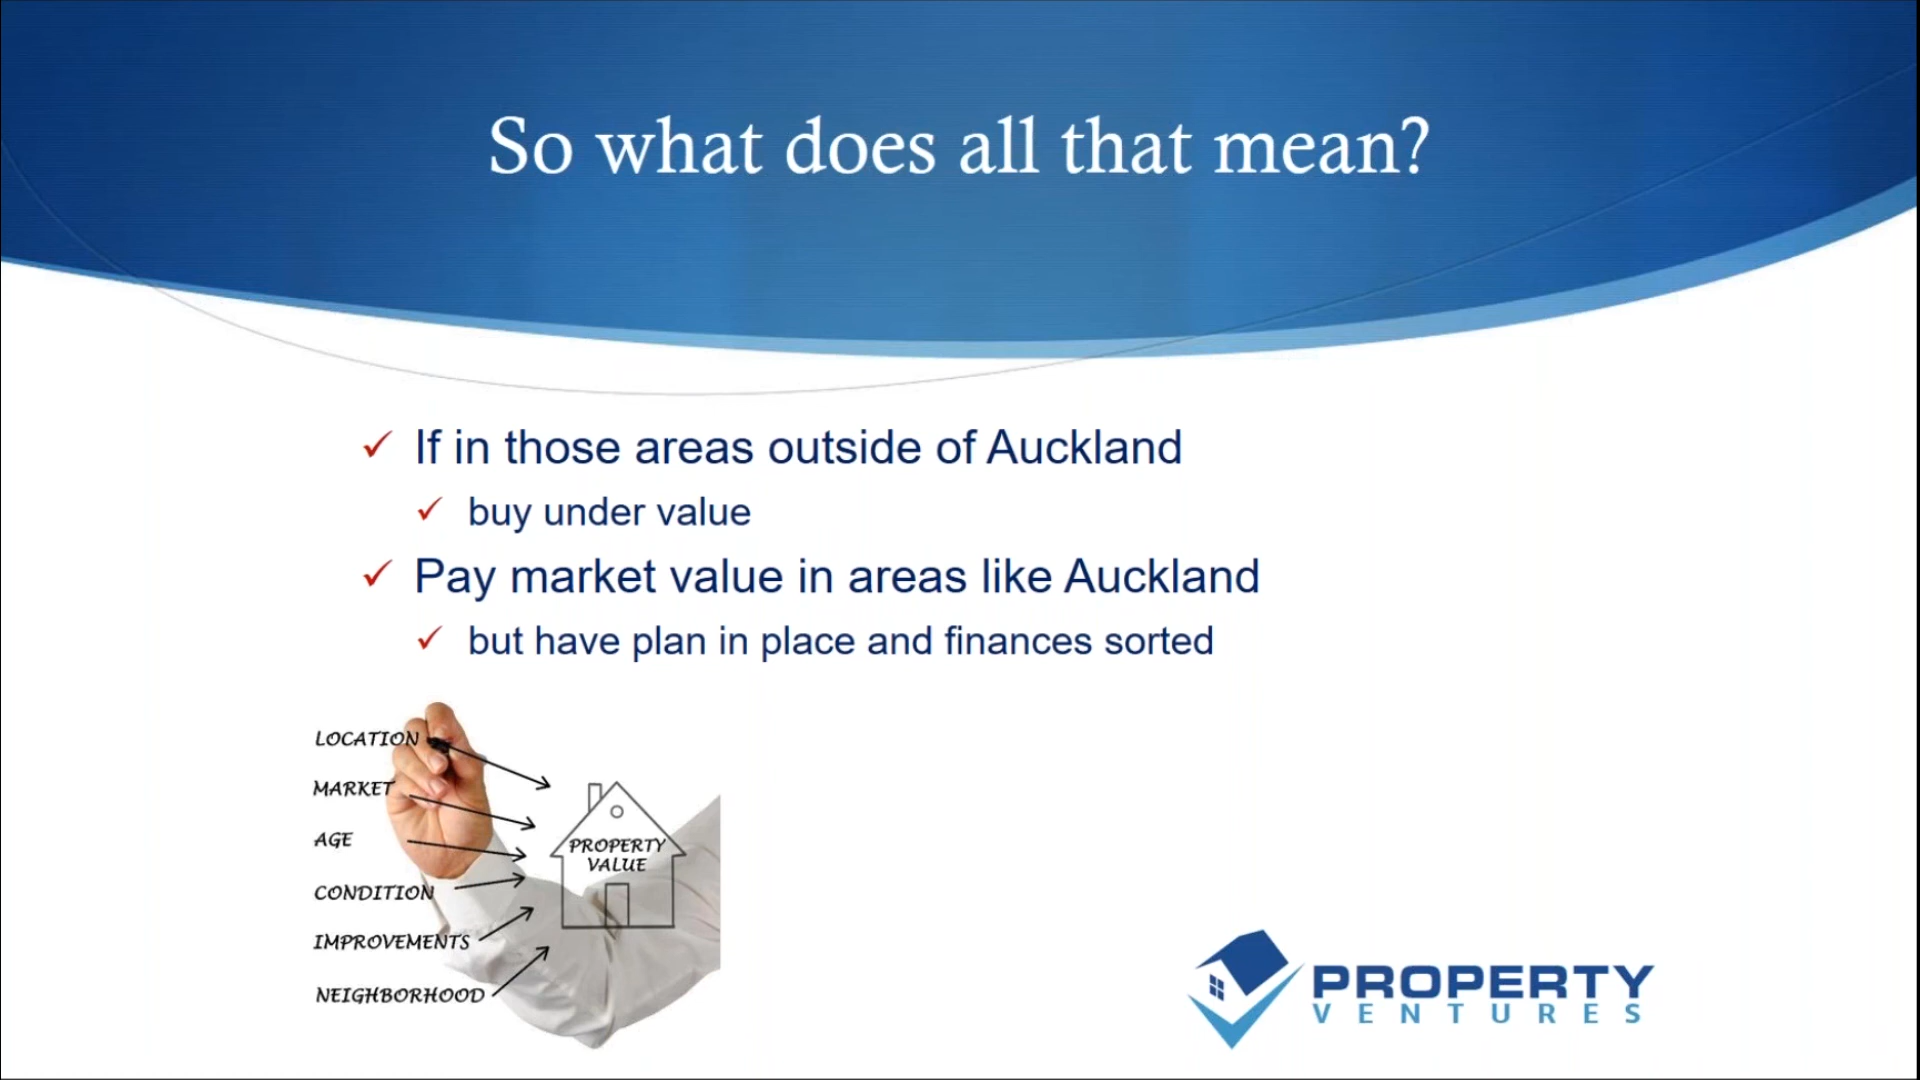 So what does all that mean?
If in those areas outside of Auckland
buy under value
Pay market value in areas like Auckland
but have plan in place and finances sorted
LOCATION
MARKET
AGE
CONDITION
IMPROVEMENTS
NEIGHBORHOOD
PROPERTY
VALUE
PROPERTY
VENTURES